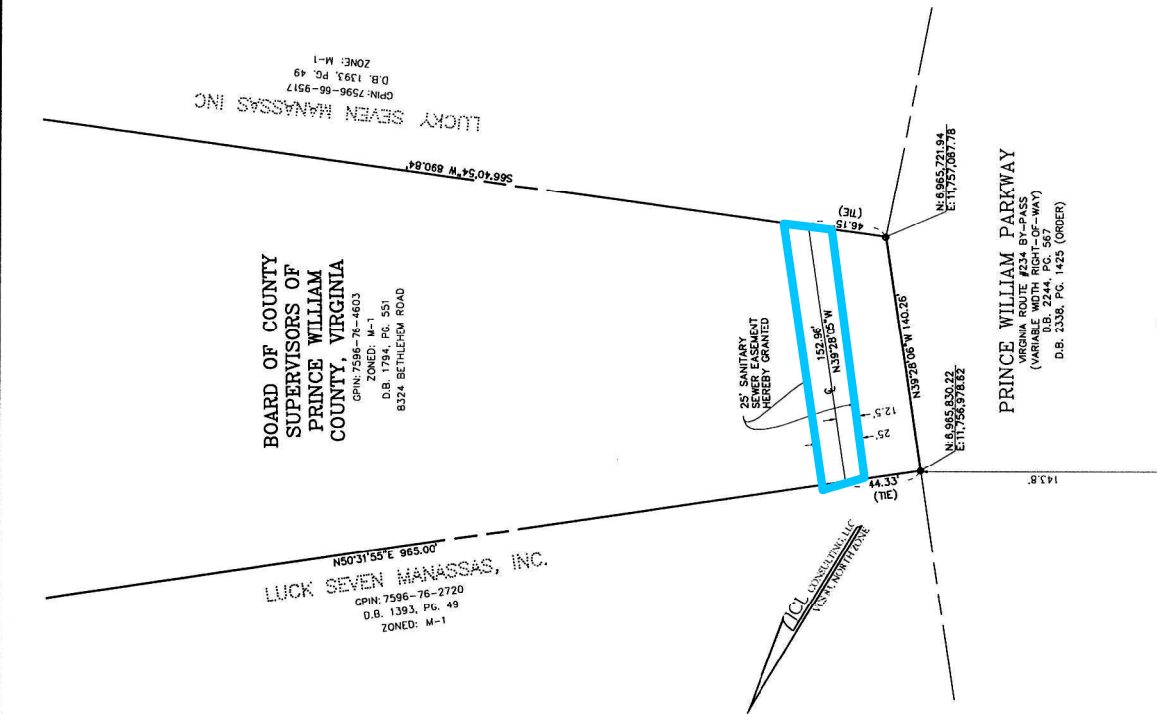 LUCKY SEVEN MANASSAS INC
GPIN: 7596-66-9517
D.B. 1393, PG. 49
ZONE: M-1
S66°40'54"W 890.84'
BOARD OF COUNTY
SUPERVISORS OF
PRINCE WILLIAM
COUNTY, VIRGINIA
GPIN: 7596-76-4603
ZONED: M-1
D.B. 1794, PG. 551
8324 BETHLEHEM ROAD
N50°31'55"E 965.00'
LUCK SEVEN MANASSAS, INC.
GPIN: 7596-76-2720
D.B. 1393, PG. 49
ZONED: M-1
25' SANITARY
SEWER EASEMENT
HEREBY GRANTED
152.96'
N39°28'05"W
℄
12.5'
25'
46.15'
(TIE)
44.33'
(TIE)
N39°28'06"W 140.26'
N: 6,965,721.94
E: 11,757,067.78
N: 6,965,830.22
E: 11,756,978.62
143.8'
PRINCE WILLIAM PARKWAY
VIRGINIA ROUTE #234 BY-PASS
(VARIABLE WIDTH RIGHT-OF-WAY)
D.B. 2244, PG. 567
D.B. 2338, PG. 1425 (ORDER)
CONSULTING, LLC
NORTH ZONE